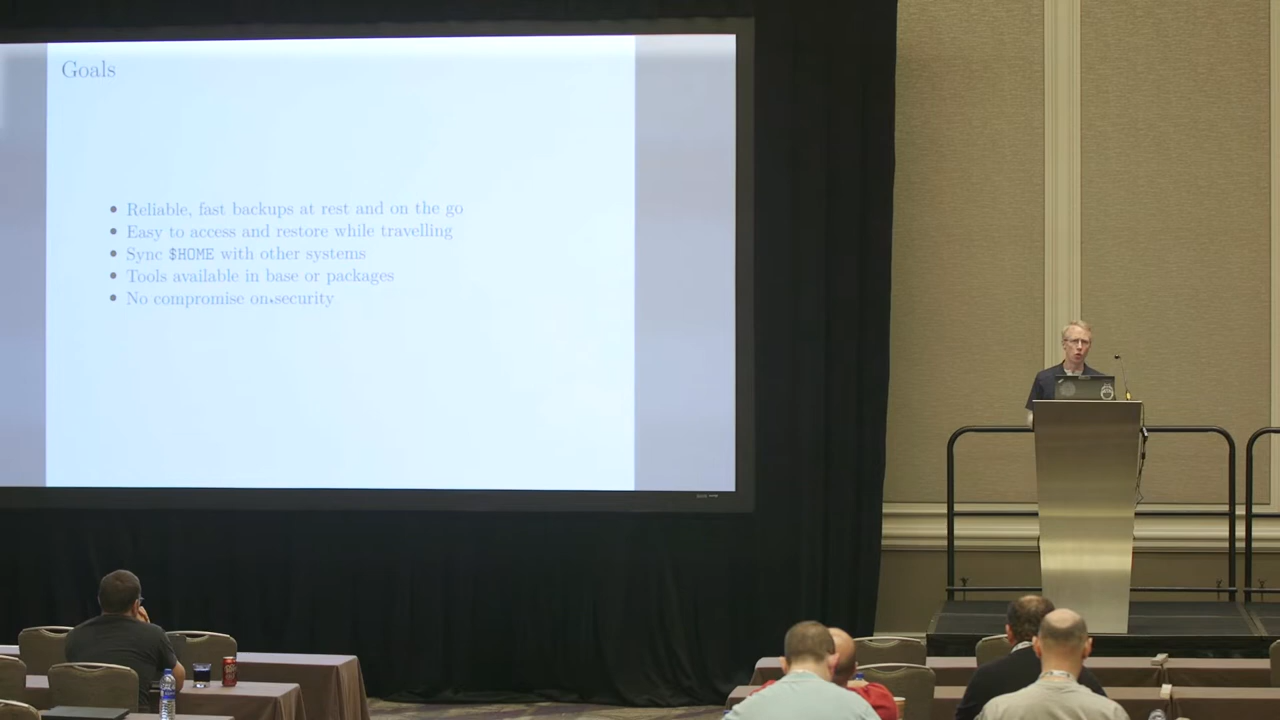 Goals
• Reliable, fast backups at rest and on the go
• Easy to access and restore while travelling
• Sync $HOME with other systems
• Tools available in base or packages
• No compromise on security